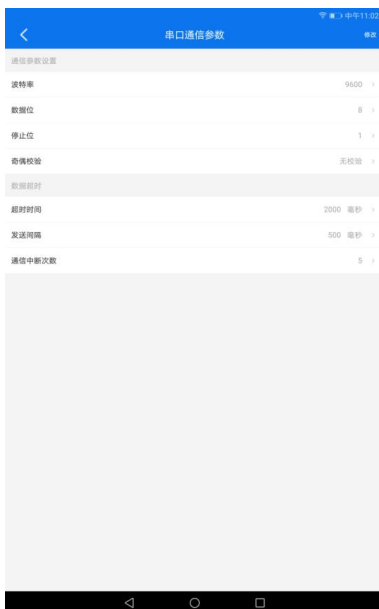 中午11:02
串口通信参数
修改
通信参数设置
波特率 9600
数据位 8
停止位 1
奇偶校验 无校验
数据超时
超时时间 2000 毫秒
发送间隔 500 毫秒
通信中断次数 5